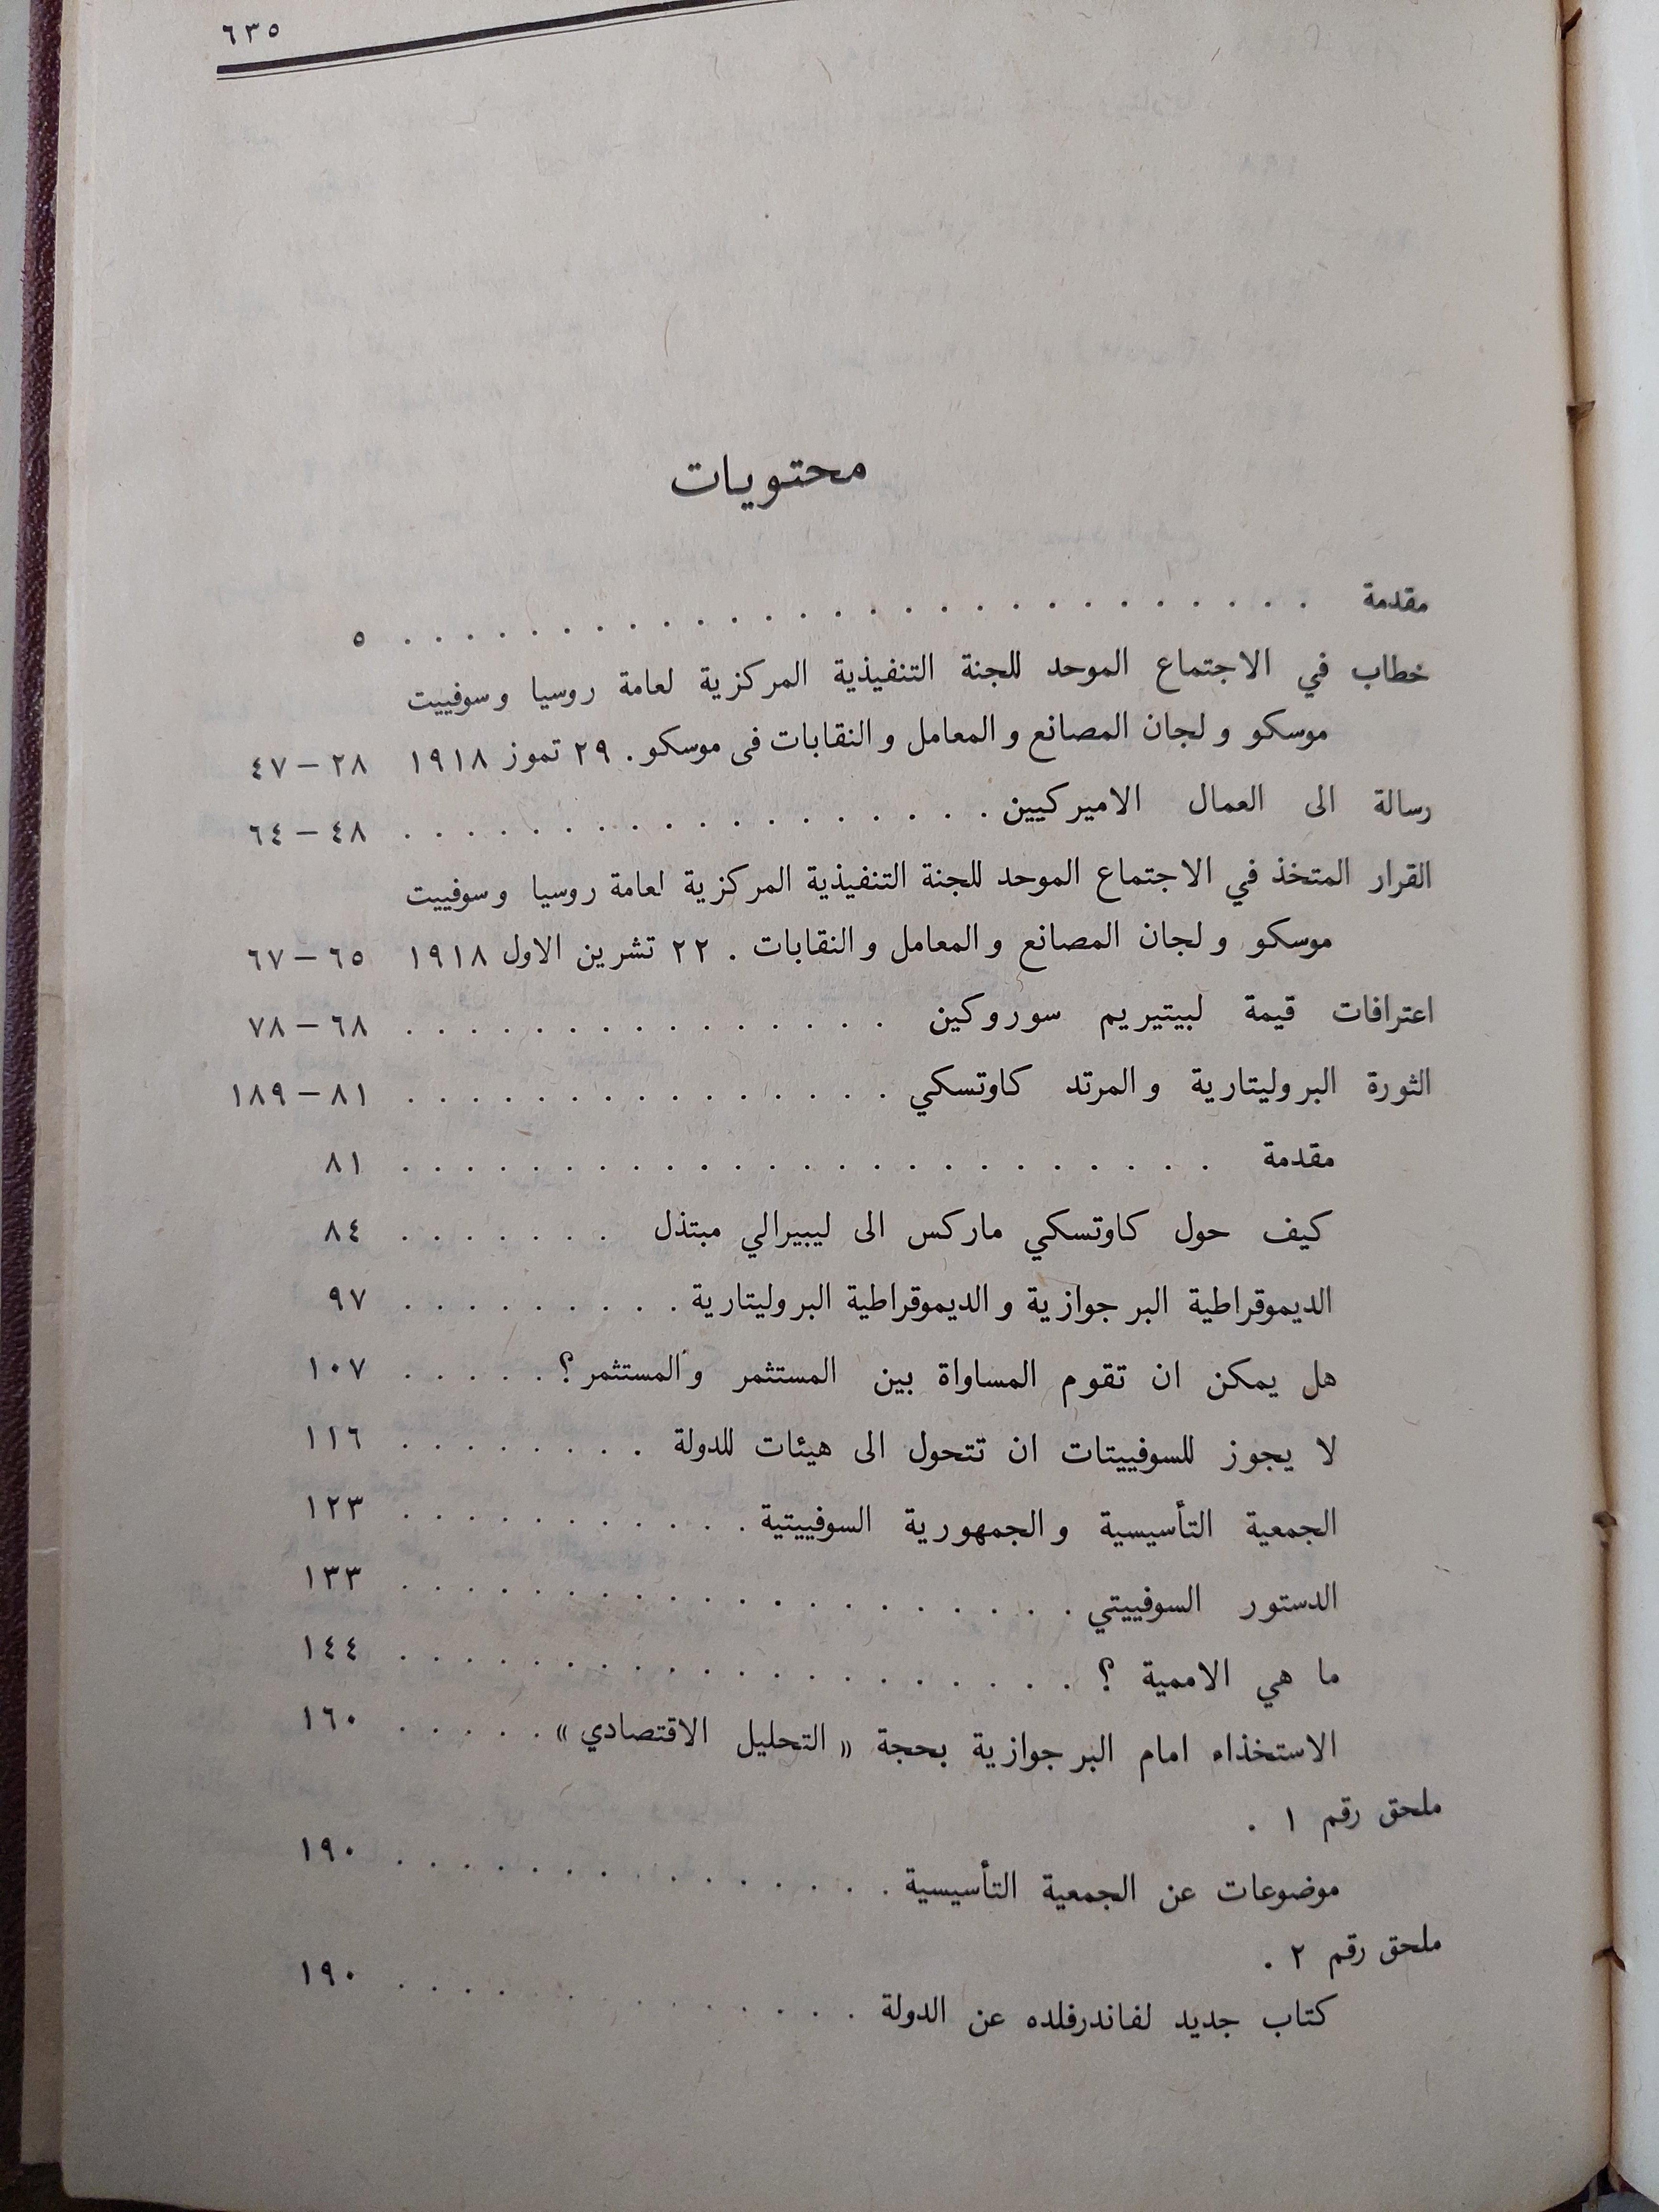 ٦٣٥
محتويات
مقدمة . . . . . . . . . . . . . . . . . . . . . . . . . . ٥
خطاب في الاجتماع الموحد للجنة التنفيذية المركزية لعامة روسيا وسوفييت
موسكو ولجان المصانع والمعامل والنقابات فى موسكو . ٢٩ تموز ١٩١٨ ٢٨ – ٤٧
رسالة الى العمال الاميركيين . . . . . . . . . . . . . . . . . ٤٨ – ٦٤
القرار المتخذ في الاجتماع الموحد للجنة التنفيذية المركزية لعامة روسيا وسوفييت
موسكو ولجان المصانع والمعامل والنقابات . ٢٢ تشرين الاول ١٩١٨ ٦٥ – ٦٧
اعترافات قيمة لبيتيريم سوروكين . . . . . . . . . . . . . . ٦٨ – ٧٨
الثورة البروليتارية والمرتد كاوتسكي . . . . . . . . . . . . . . ٨١ – ١٨٩
مقدمة . . . . . . . . . . . . . . . . . . . . . . . . ٨١
كيف حول كاوتسكي ماركس الى ليبيرالي مبتذل . . . . . . . ٨٤
الديموقراطية البرجوازية والديموقراطية البروليتارية . . . . . . . . . ٩٧
هل يمكن ان تقوم المساواة بين المستثمر والمستثمر؟ . . . . . ١٠٧
لا يجوز للسوفييتات ان تتحول الى هيئات للدولة . . . . . . . . ١١٦
الجمعية التأسيسية والجمهورية السوفييتية . . . . . . . . . . . ١٢٣
الدستور السوفييتي . . . . . . . . . . . . . . . . . . . . ١٣٣
ما هي الاممية ؟ . . . . . . . . . . . . . . . . . . . . ١٤٤
الاستخذاء امام البرجوازية بحجة «التحليل الاقتصادي» . . . . . ١٦٠
ملحق رقم ١ .
موضوعات عن الجمعية التأسيسية . . . . . . . . . . . . . . . ١٩٠
ملحق رقم ٢ .
كتاب جديد لفاندرفلده عن الدولة . . . . . . . . . . . . . . ١٩٠